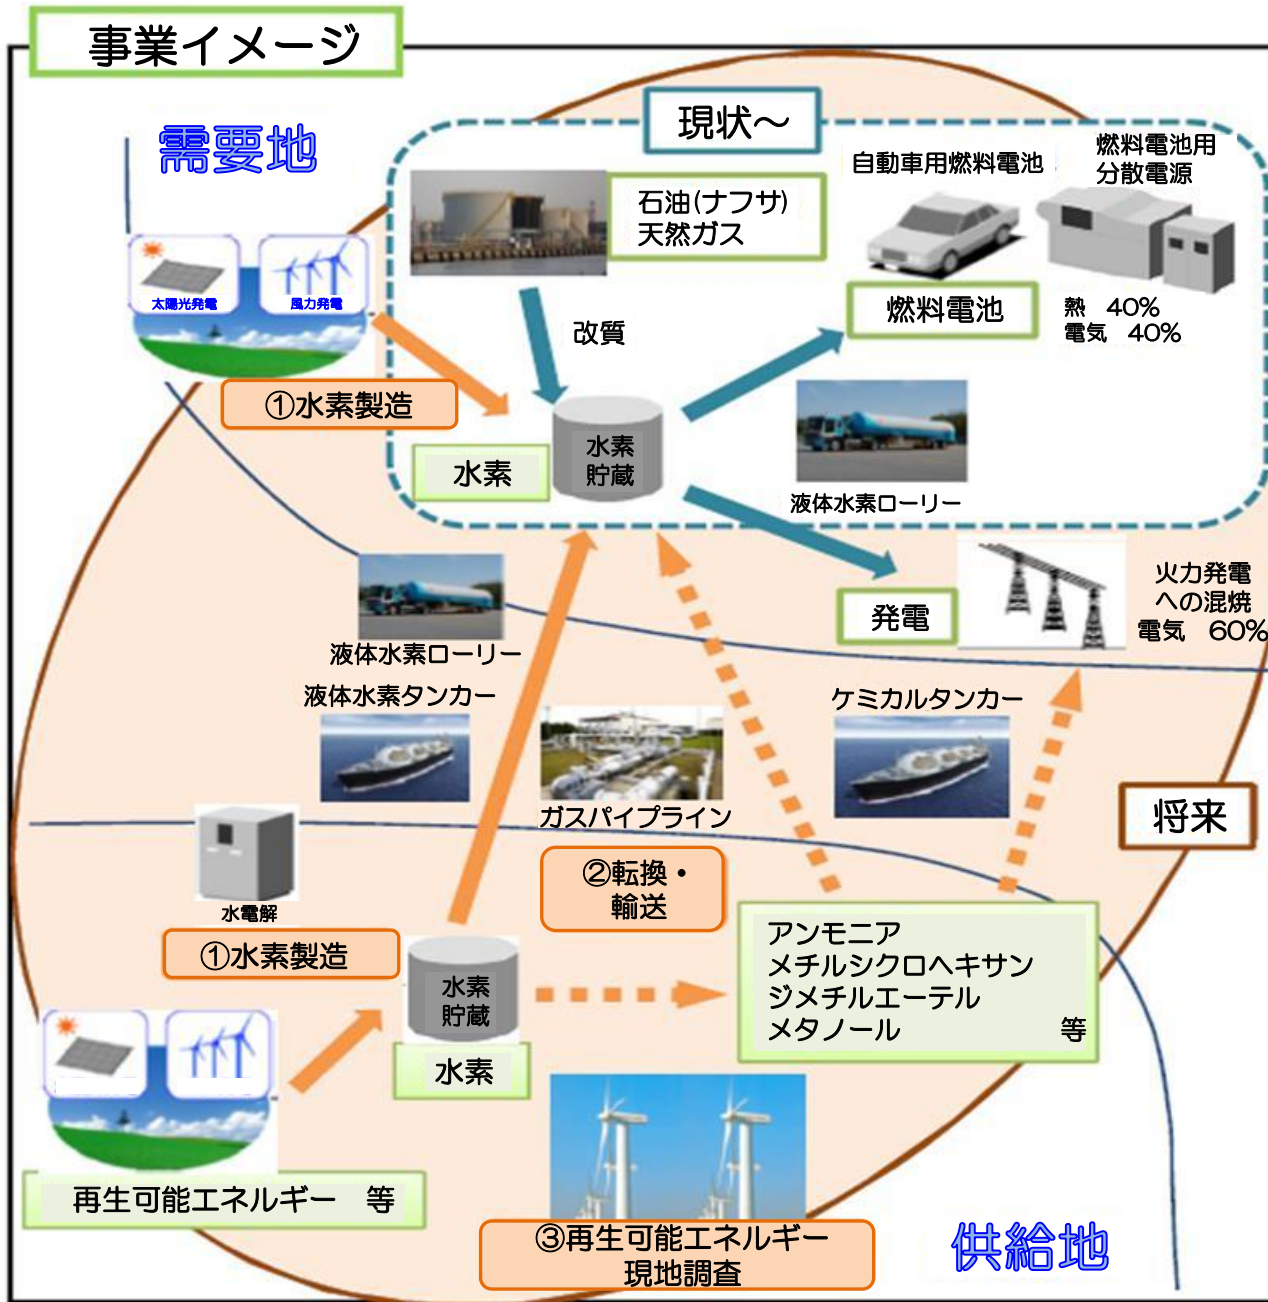 事業イメージ
需要地
現状～
石油(ナフサ)
天然ガス
自動車用燃料電池
燃料電池用
分散電源
太陽光発電
風力発電
燃料電池
熱　40%
電気　40%
改質
①水素製造
水素
水素
貯蔵
液体水素ローリー
発電
火力発電
への混焼
電気　60%
液体水素ローリー
液体水素タンカー
ガスパイプライン
ケミカルタンカー
将来
②転換・
輸送
水電解
①水素製造
水素
貯蔵
水素
アンモニア
メチルシクロヘキサン
ジメチルエーテル
メタノール　等
再生可能エネルギー　等
③再生可能エネルギー
現地調査
供給地